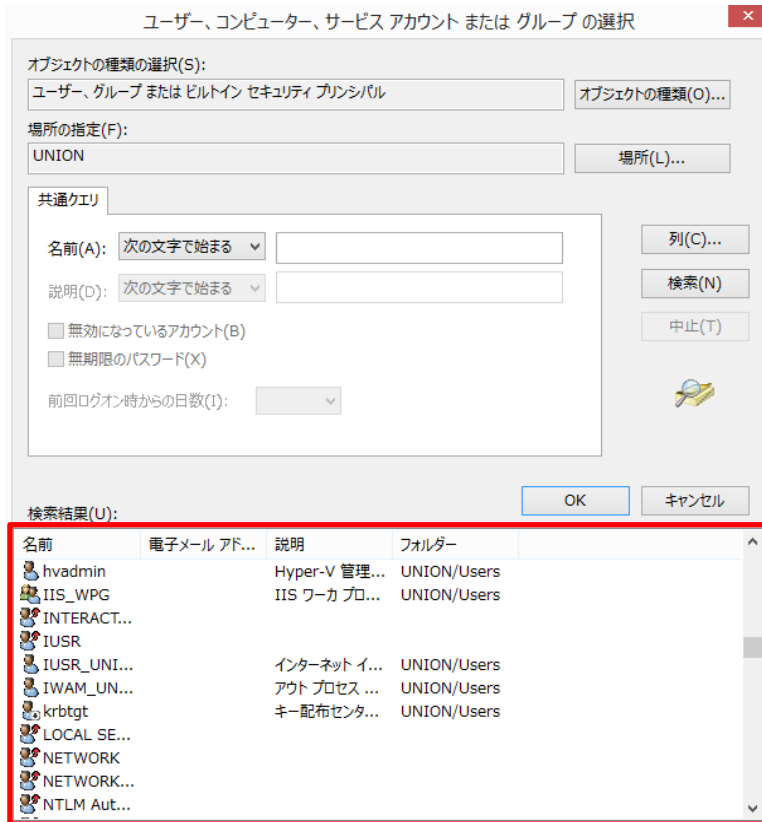 ユーザー、コンピューター、サービス アカウント または グループ の選択
オブジェクトの種類の選択(S):
ユーザー、グループ または ビルトイン セキュリティ プリンシパル
オブジェクトの種類(O)...
場所の指定(F):
UNION
場所(L)...
共通クエリ
名前(A): 次の文字で始まる
列(C)...
説明(D): 次の文字で始まる
検索(N)
無効になっているアカウント(B)
中止(T)
無期限のパスワード(X)
前回ログオン時からの日数(I):
OK キャンセル
検索結果(U):
名前 電子メール アド... 説明 フォルダー
hvadmin Hyper-V 管理... UNION/Users
IIS_WPG IIS ワーカ プロ... UNION/Users
INTERACT...
IUSR
IUSR_UNI... インターネット イ... UNION/Users
IWAM_UN... アウト プロセス ... UNION/Users
krbtgt キー配布センタ... UNION/Users
LOCAL SE...
NETWORK
NETWORK...
NTLM Aut...